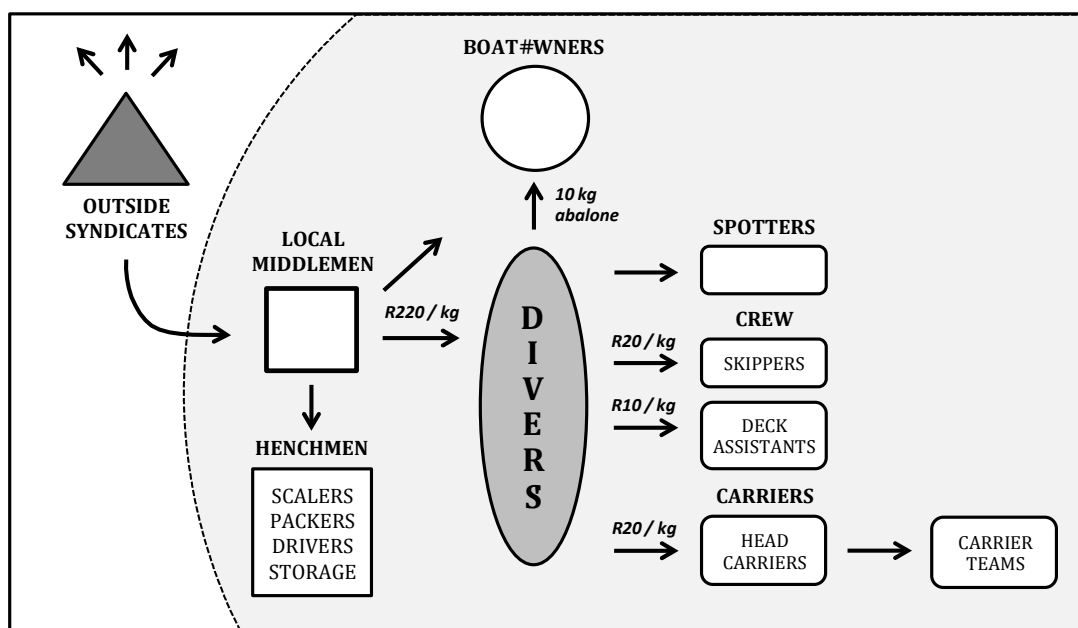 BOAT#WNERS
10 kg
abalone
OUTSIDE
SYNDICATES
LOCAL
MIDDLEMEN
R220 / kg
HENCHMEN
SCALERS
PACKERS
DRIVERS
STORAGE
DIVERS
SPOTTERS
CREW
R20 / kg
SKIPPERS
R10 / kg
DECK
ASSISTANTS
CARRIERS
R20 / kg
HEAD
CARRIERS
CARRIER
TEAMS